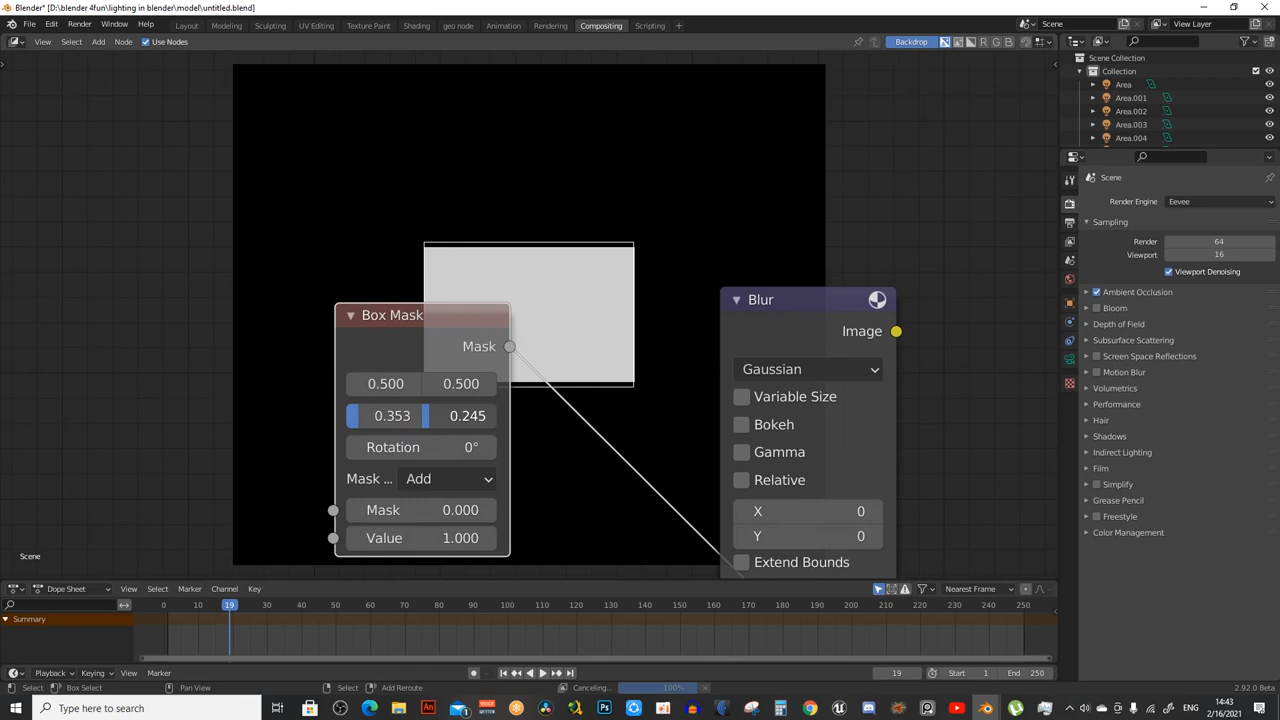 Blender* [D:\blender 4fun\lighting in blender\model\untitled.blend]
File Edit Render Window Help Layout Modeling Sculpting UV Editing Texture Paint Shading geo node Animation Rendering Compositing Scripting Scene View Layer
View Select Add Node Use Nodes Backdrop R G B
Scene Collection
Collection
Area
Area.001
Area.002
Area.003
Area.004
Scene
Render Engine Eevee
Sampling
Render 64
Viewport 16
Viewport Denoising
Ambient Occlusion
Bloom
Depth of Field
Subsurface Scattering
Screen Space Reflections
Motion Blur
Volumetrics
Performance
Hair
Shadows
Indirect Lighting
Film
Simplify
Grease Pencil
Freestyle
Color Management
Box Mask
Mask
0.500 0.500
0.353 0.245
Rotation 0°
Mask ... Add
Mask 0.000
Value 1.000
Blur
Image
Gaussian
Variable Size
Bokeh
Gamma
Relative
X 0
Y 0
Extend Bounds
Scene
Dope Sheet View Select Marker Channel Key Nearest Frame
0 10 19 30 40 50 60 70 80 90 100 110 120 130 140 150 160 170 180 190 200 210 220 230 240 250
Summary
Playback Keying View Marker 19 Start 1 End 250
Select Box Select Pan View Select Add Reroute Canceling... 100% 2.92.0 Beta
Type here to search
14:43
2/16/2021